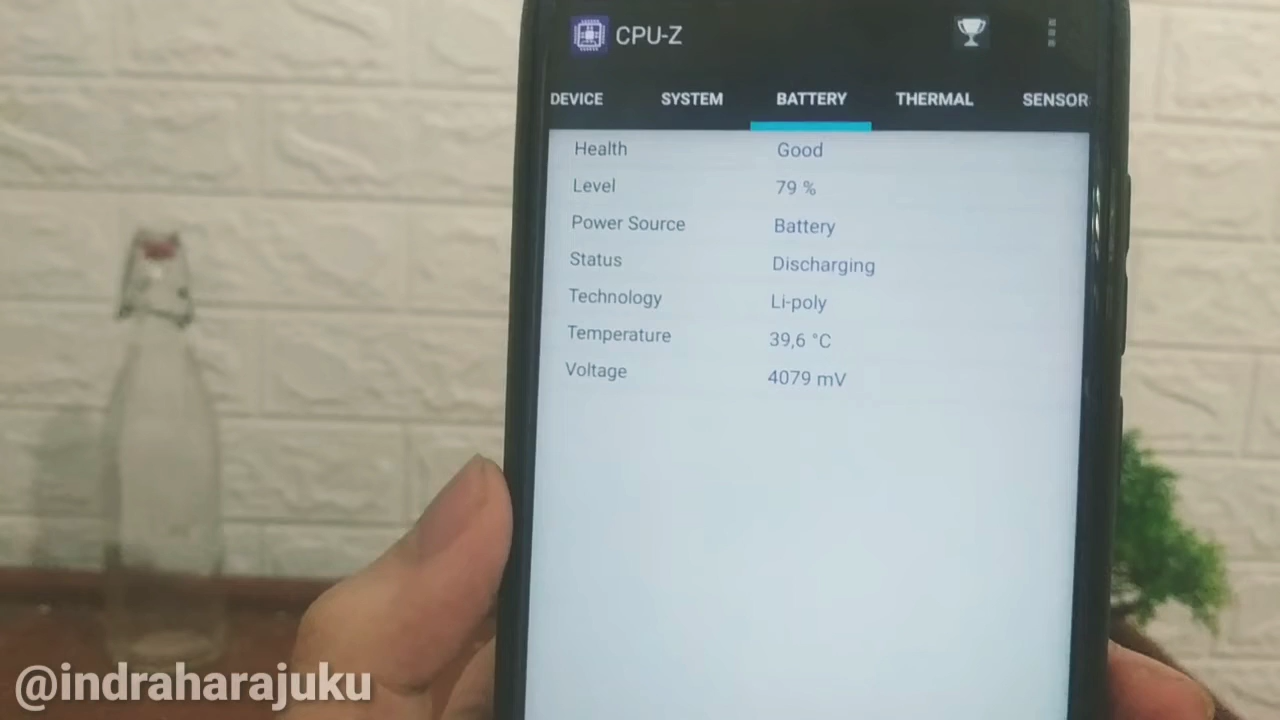 CPU-Z
DEVICE SYSTEM BATTERY THERMAL SENSOR
Health Good
Level 79 %
Power Source Battery
Status Discharging
Technology Li-poly
Temperature 39,6 °C
Voltage 4079 mV
@indraharajuku